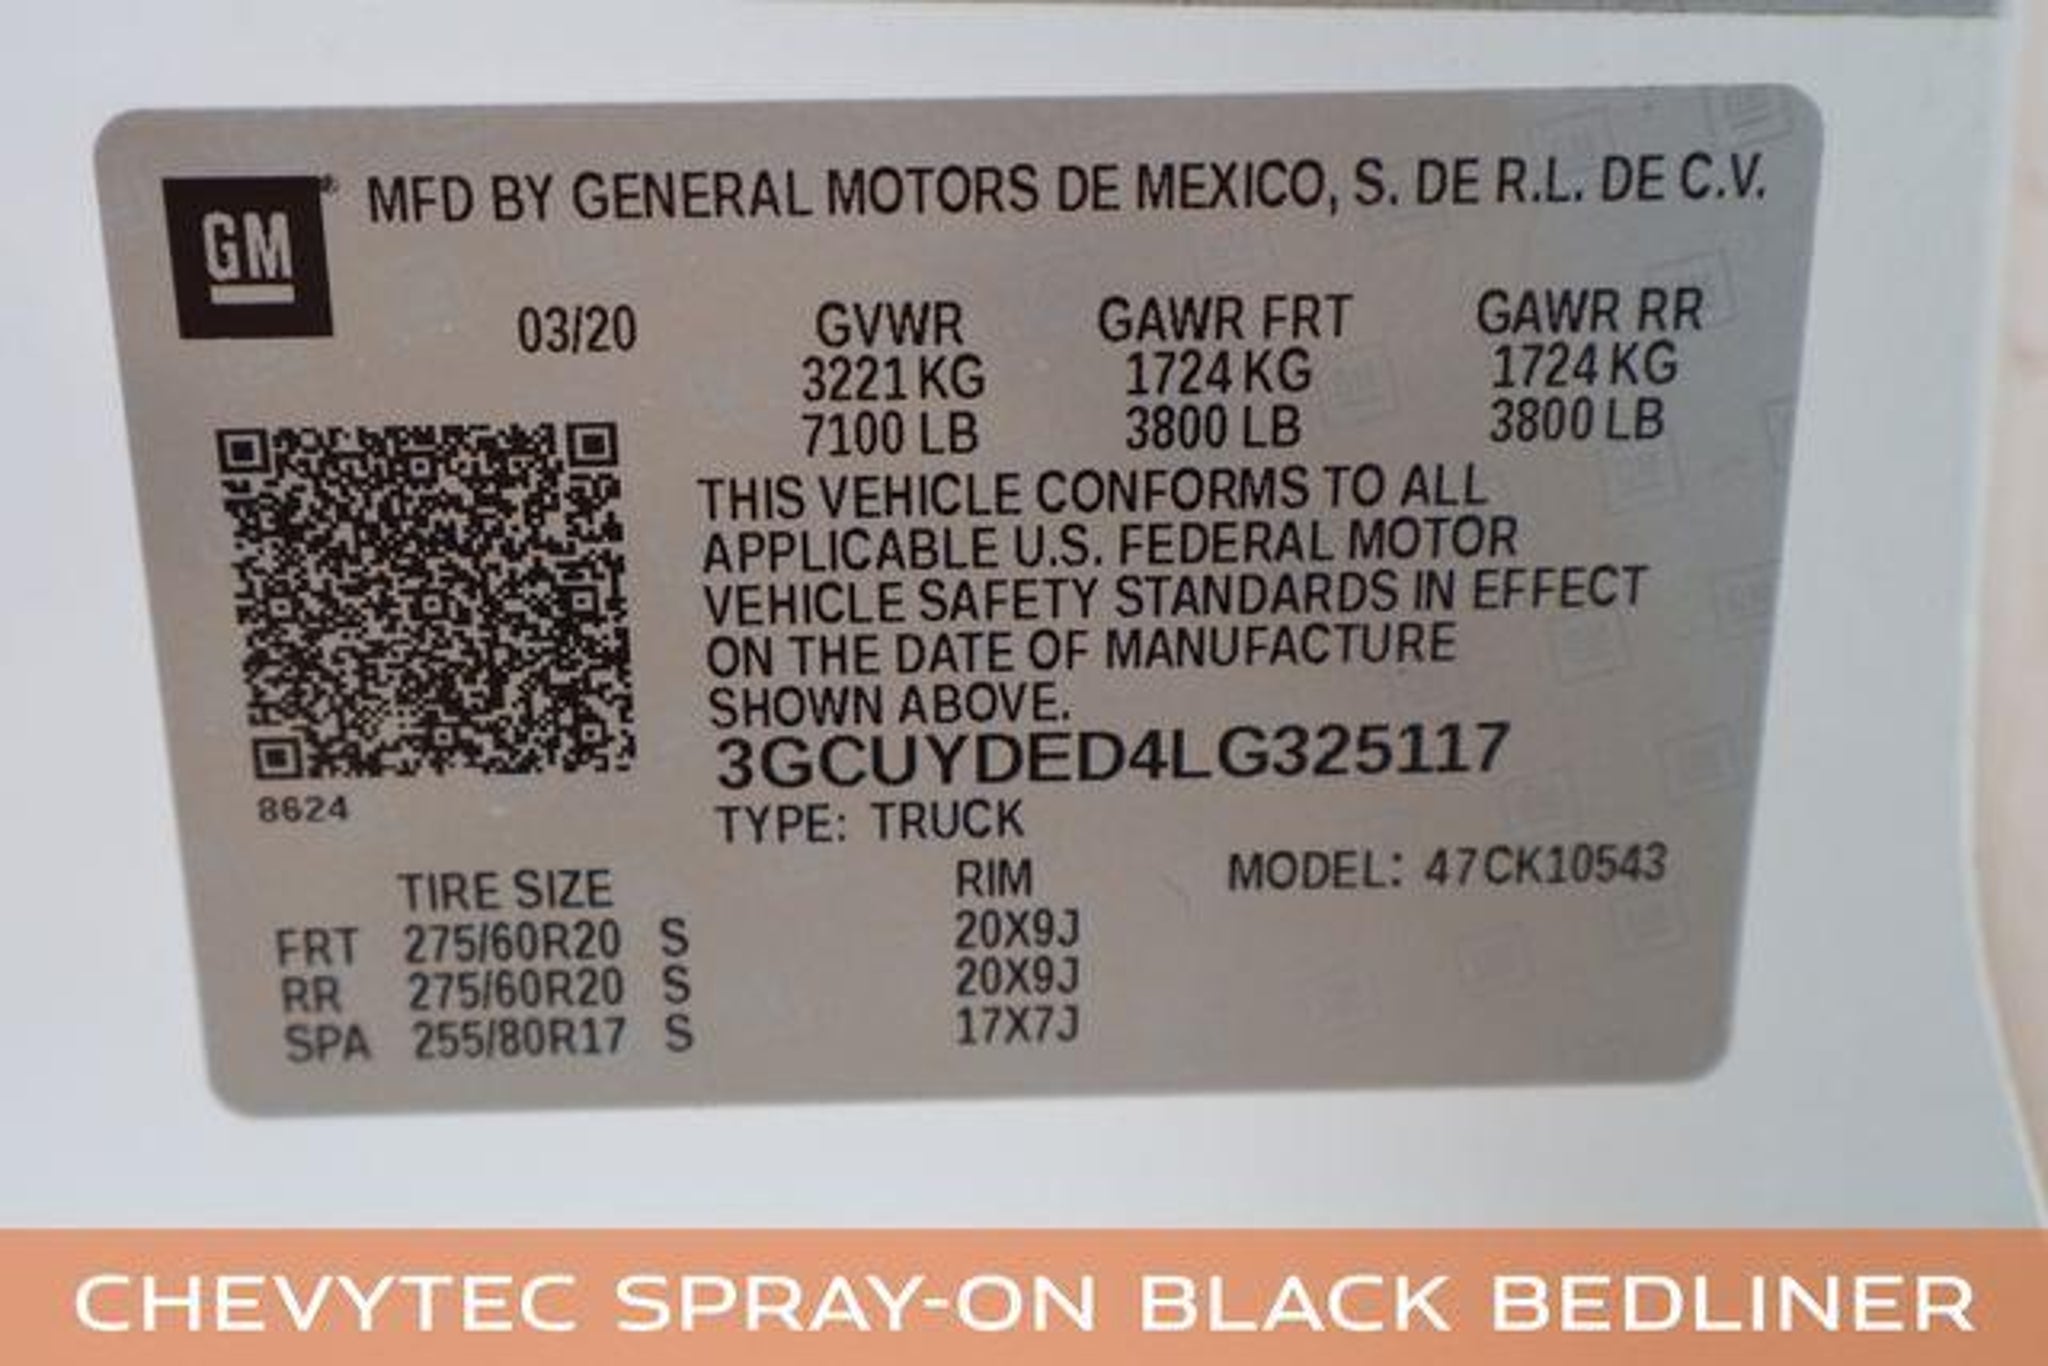 GM
MFD BY GENERAL MOTORS DE MEXICO, S. DE R.L. DE C.V.
03/20 GVWR GAWR FRT GAWR RR
3221 KG 1724 KG 1724 KG
7100 LB 3800 LB 3800 LB
THIS VEHICLE CONFORMS TO ALL
APPLICABLE U.S. FEDERAL MOTOR
VEHICLE SAFETY STANDARDS IN EFFECT
ON THE DATE OF MANUFACTURE
SHOWN ABOVE.
3GCUYDED4LG325117
8624
TYPE: TRUCK
TIRE SIZE RIM MODEL: 47CK10543
FRT 275/60R20 S 20X9J
RR 275/60R20 S 20X9J
SPA 255/80R17 S 17X7J
CHEVYTEC SPRAY-ON BLACK BEDLINER